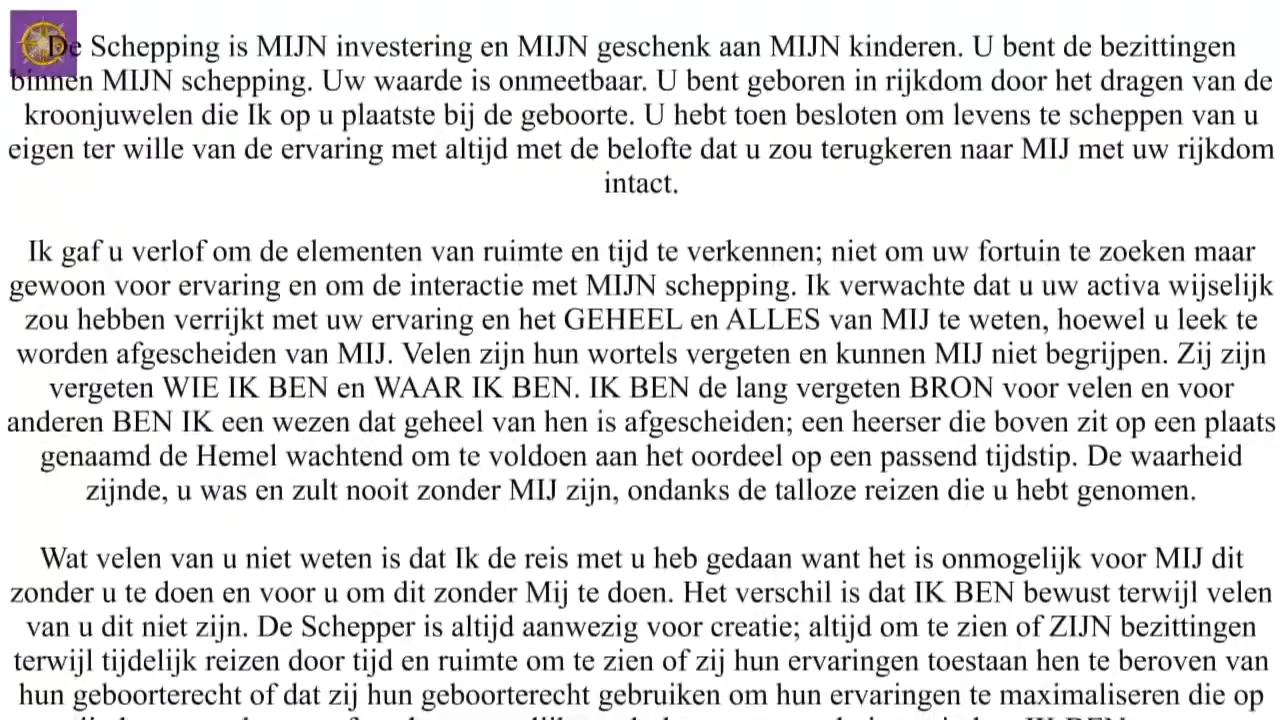 De Schepping is MIJN investering en MIJN geschenk aan MIJN kinderen. U bent de bezittingen
binnen MIJN schepping. Uw waarde is onmeetbaar. U bent geboren in rijkdom door het dragen van de
kroonjuwelen die Ik op u plaatste bij de geboorte. U hebt toen besloten om levens te scheppen van u
eigen ter wille van de ervaring met altijd met de belofte dat u zou terugkeren naar MIJ met uw rijkdom
intact.
Ik gaf u verlof om de elementen van ruimte en tijd te verkennen; niet om uw fortuin te zoeken maar
gewoon voor ervaring en om de interactie met MIJN schepping. Ik verwachte dat u uw activa wijselijk
zou hebben verrijkt met uw ervaring en het GEHEEL en ALLES van MIJ te weten, hoewel u leek te
worden afgescheiden van MIJ. Velen zijn hun wortels vergeten en kunnen MIJ niet begrijpen. Zij zijn
vergeten WIE IK BEN en WAAR IK BEN. IK BEN de lang vergeten BRON voor velen en voor
anderen BEN IK een wezen dat geheel van hen is afgescheiden; een heerser die boven zit op een plaats
genaamd de Hemel wachtend om te voldoen aan het oordeel op een passend tijdstip. De waarheid
zijnde, u was en zult nooit zonder MIJ zijn, ondanks de talloze reizen die u hebt genomen.
Wat velen van u niet weten is dat Ik de reis met u heb gedaan want het is onmogelijk voor MIJ dit
zonder u te doen en voor u om dit zonder Mij te doen. Het verschil is dat IK BEN bewust terwijl velen
van u dit niet zijn. De Schepper is altijd aanwezig voor creatie; altijd om te zien of ZIJN bezittingen
terwijl tijdelijk reizen door tijd en ruimte om te zien of zij hun ervaringen toestaan hen te beroven van
hun geboorterecht of dat zij hun geboorterecht gebruiken om hun ervaringen te maximaliseren die op